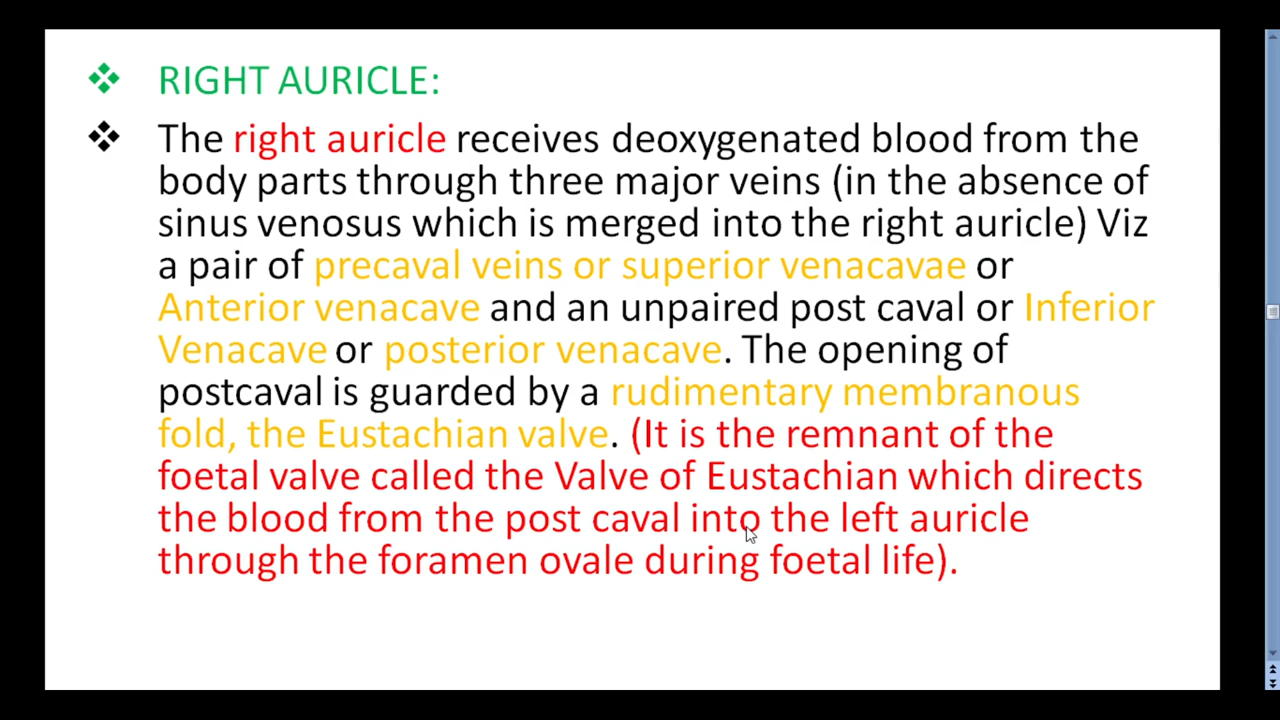 RIGHT AURICLE:
The right auricle receives deoxygenated blood from the
body parts through three major veins (in the absence of
sinus venosus which is merged into the right auricle) Viz
a pair of precaval veins or superior venacavae or
Anterior venacave and an unpaired post caval or Inferior
Venacave or posterior venacave. The opening of
postcaval is guarded by a rudimentary membranous
fold, the Eustachian valve. (It is the remnant of the
foetal valve called the Valve of Eustachian which directs
the blood from the post caval into the left auricle
through the foramen ovale during foetal life).